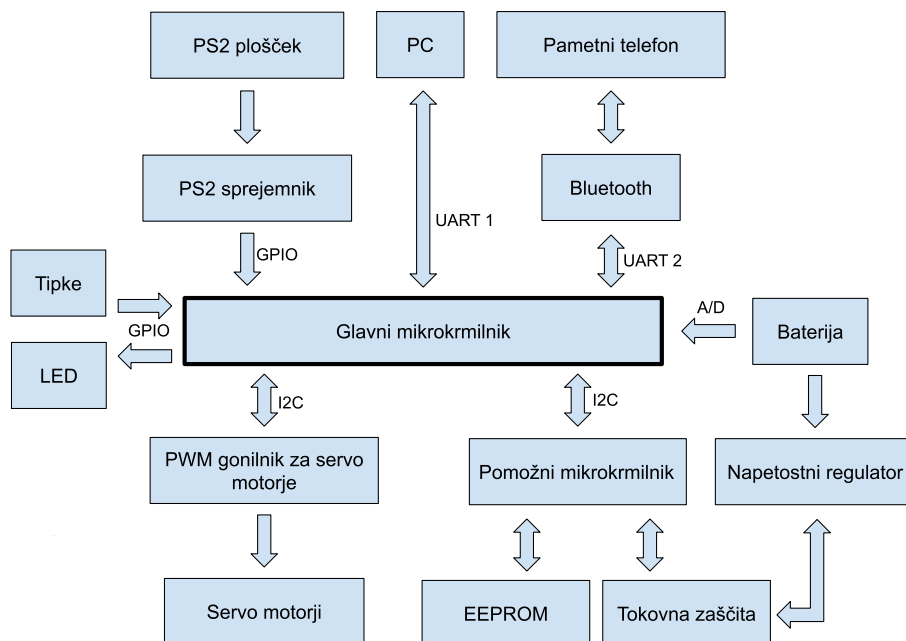 PS2 plošček
PC
Pametni telefon
PS2 sprejemnik
Bluetooth
UART 1
GPIO
UART 2
Tipke
A/D
GPIO
Glavni mikrokrmilnik
Baterija
LED
I2C
I2C
PWM gonilnik za servo
motorje
Pomožni mikrokrmilnik
Napetostni regulator
Servo motorji
EEPROM
Tokovna zaščita